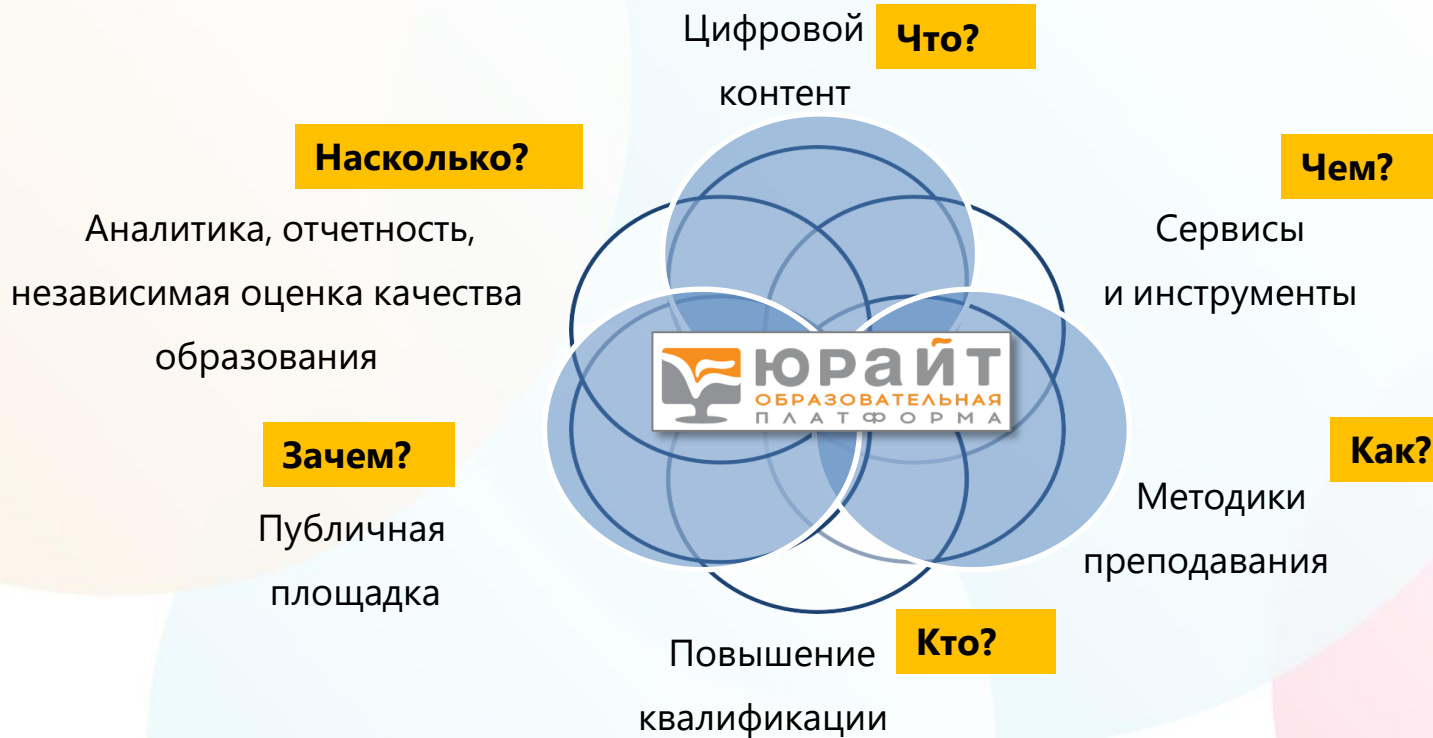 Цифровой
контент
Что?
Чем?
Сервисы
и инструменты
Как?
Методики
преподавания
Кто?
Повышение
квалификации
Зачем?
Публичная
площадка
Насколько?
Аналитика, отчетность,
независимая оценка качества
образования
ЮРайТ
ОБРАЗОВАТЕЛЬНАЯ
ПЛАТФОРМА